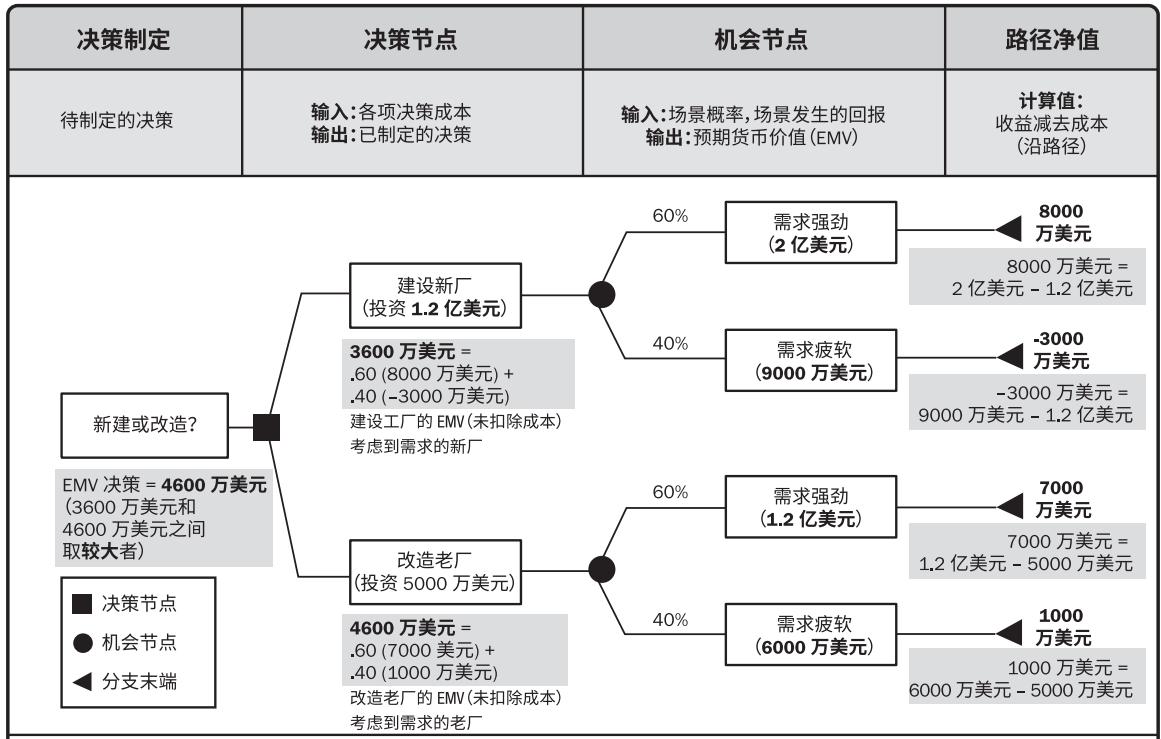 决策制定
决策节点
机会节点
路径净值
待制定的决策
输入：各项决策成本
输出：已制定的决策
输入：场景概率，场景发生的回报
输出：预期货币价值（EMV）
计算值：
收益减去成本
（沿路径）
新建或改造？
EMV 决策 = 4600 万美元
（3600 万美元和
4600 万美元之间
取较大者）
决策节点
机会节点
分支末端
建设新厂
（投资 1.2 亿美元）
3600 万美元 =
.60 (8000 万美元) +
.40 (–3000 万美元)
建设工厂的 EMV（未扣除成本）
考虑到需求的新厂
60%
需求强劲
（2 亿美元）
8000
万美元
8000 万美元 =
2 亿美元 – 1.2 亿美元
40%
需求疲软
（9000 万美元）
-3000
万美元
–3000 万美元 =
9000 万美元 – 1.2 亿美元
改造老厂
（投资 5000 万美元）
4600 万美元 =
.60 (7000 美元) +
.40 (1000 万美元)
改造老厂的 EMV（未扣除成本）
考虑到需求的老厂
60%
需求强劲
（1.2 亿美元）
7000
万美元
7000 万美元 =
1.2 亿美元 – 5000 万美元
40%
需求疲软
（6000 万美元）
1000
万美元
1000 万美元 =
6000 万美元 – 5000 万美元